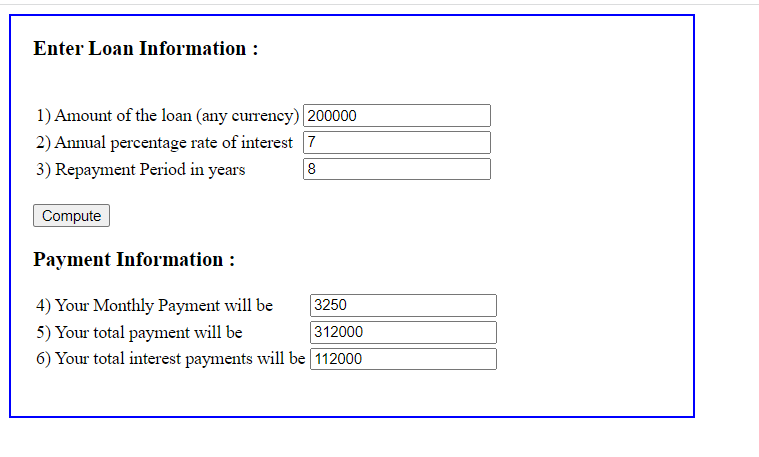 Enter Loan Information :
1) Amount of the loan (any currency) 200000
2) Annual percentage rate of interest 7
3) Repayment Period in years 8
Compute
Payment Information :
4) Your Monthly Payment will be 3250
5) Your total payment will be 312000
6) Your total interest payments will be 112000